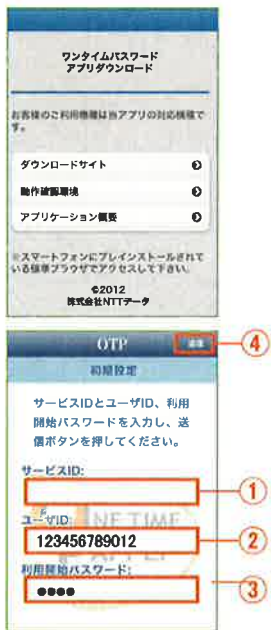 ワンタイムパスワード
アプリダウンロード
お客様のご利用機種は当アプリの対応機種で
す。
ダウンロードサイト
動作確認環境
アプリケーション概要
※スマートフォンにプレインストールされて
いる標準ブラウザでアクセスして下さい。
©2012
株式会社NTTデータ
OTP
送信
④
初期設定
サービスIDとユーザID、利用
開始パスワードを入力し、送
信ボタンを押してください。
サービスID:
①
ユーザID:
NE TIME
123456789012
②
利用開始パスワード:
●●●●
③